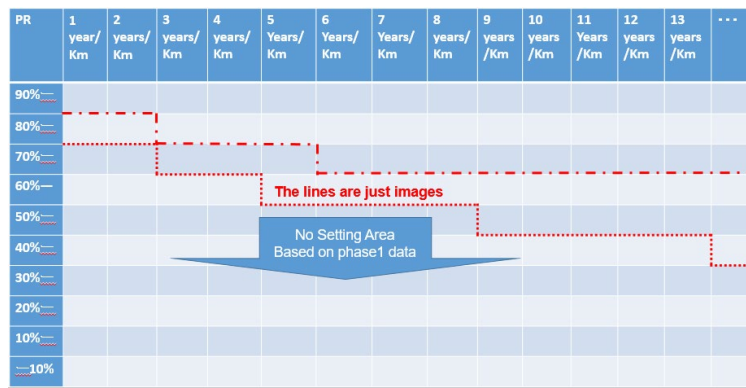 PR
1 year/ Km
2 years/ Km
3 years/ Km
4 years/ Km
5 Years/ Km
6 Years/ Km
7 Years/ Km
8 years/ Km
9 years /Km
10 years /Km
11 Years /Km
12 years /Km
13 years /Km
···
90%—
80%—
70%—
60%—
50%—
40%—
30%—
20%—
10%—
—10%
The lines are just images
No Setting Area
Based on phase1 data